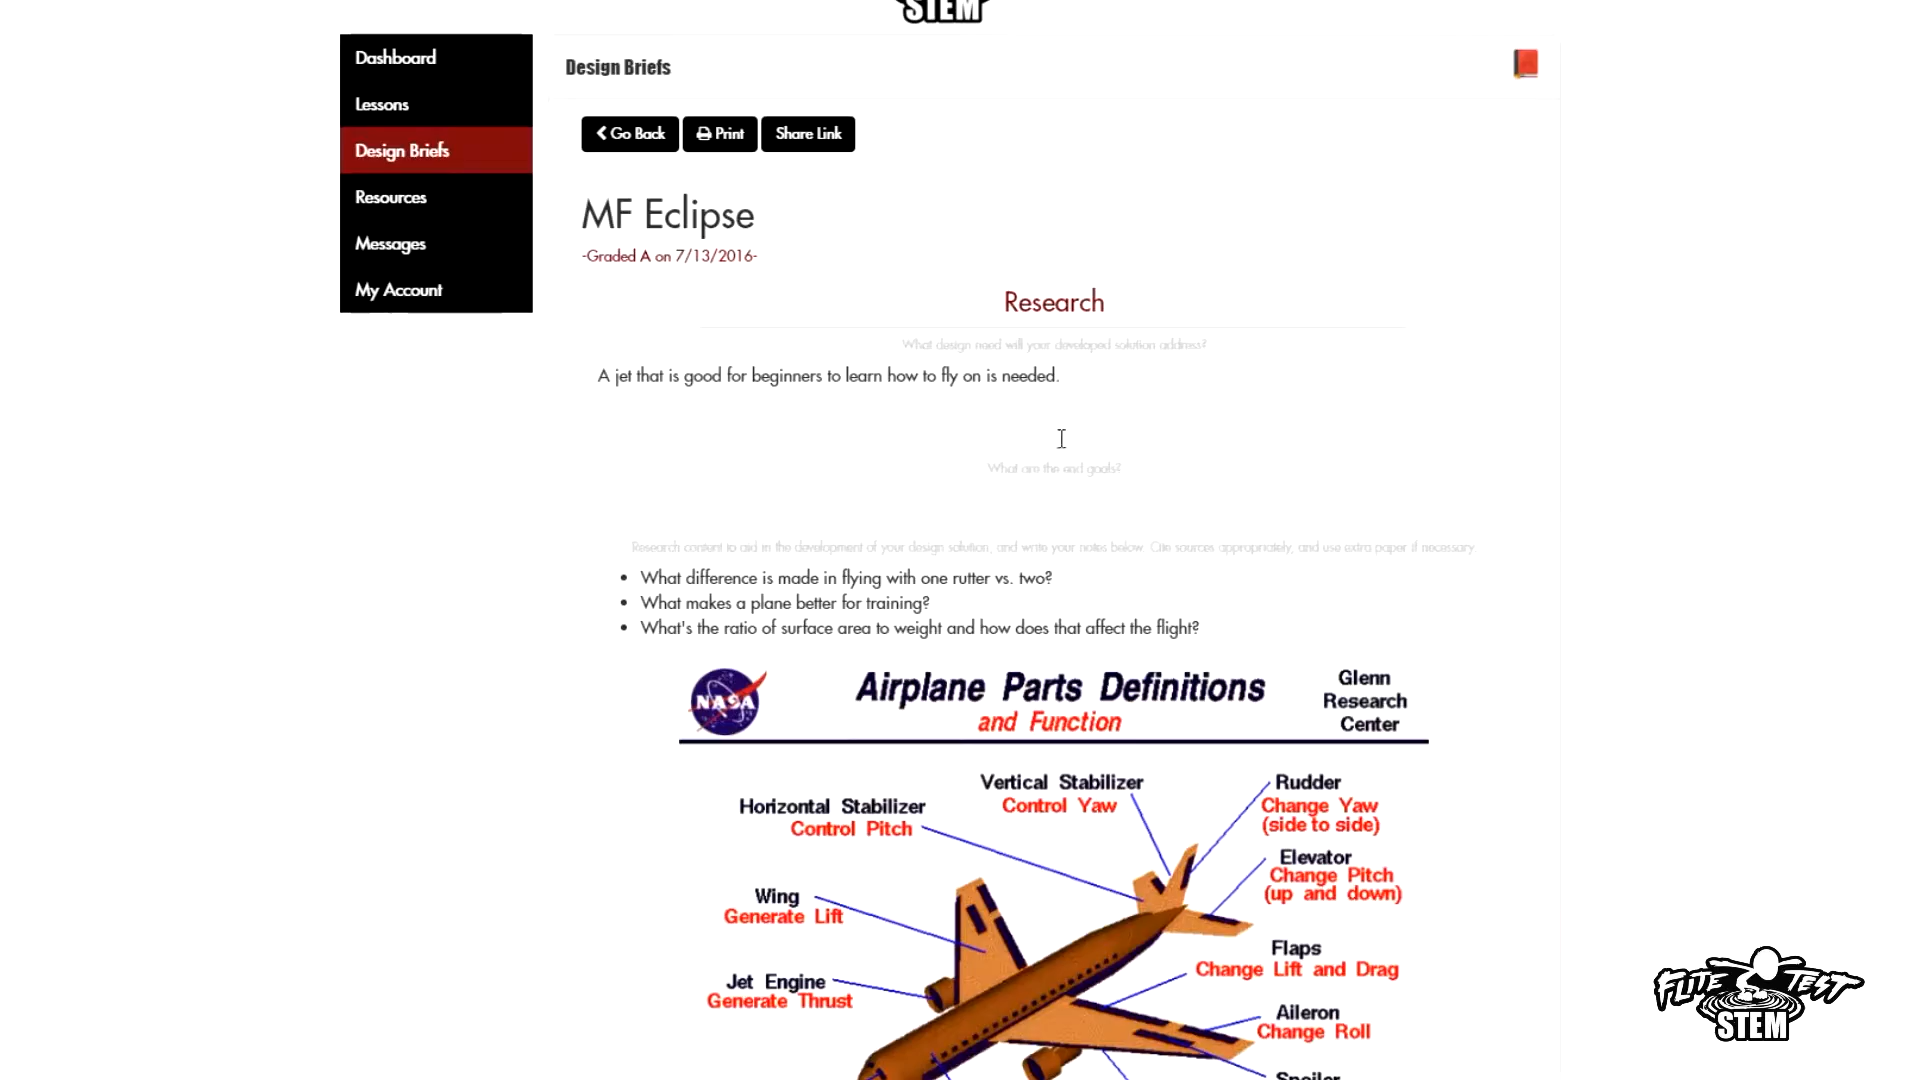 STEM
Dashboard
Lessons
Design Briefs
Resources
Messages
My Account
Design Briefs
Go Back
Print
Share Link
MF Eclipse
-Graded A on 7/13/2016-
Research
What design need will your developed solution address?
A jet that is good for beginners to learn how to fly on is needed.
What are the end goals?
Research content to aid in the development of your design solution, and write your notes below. Cite sources appropriately, and use extra paper if necessary.
• What difference is made in flying with one rutter vs. two?
• What makes a plane better for training?
• What's the ratio of surface area to weight and how does that affect the flight?
NASA
Airplane Parts Definitions
and Function
Glenn
Research
Center
Vertical Stabilizer
Control Yaw
Rudder
Change Yaw
(side to side)
Horizontal Stabilizer
Control Pitch
Elevator
Change Pitch
(up and down)
Wing
Generate Lift
Flaps
Change Lift and Drag
Jet Engine
Generate Thrust
Aileron
Change Roll
Spoiler
FLITE TEST
STEM